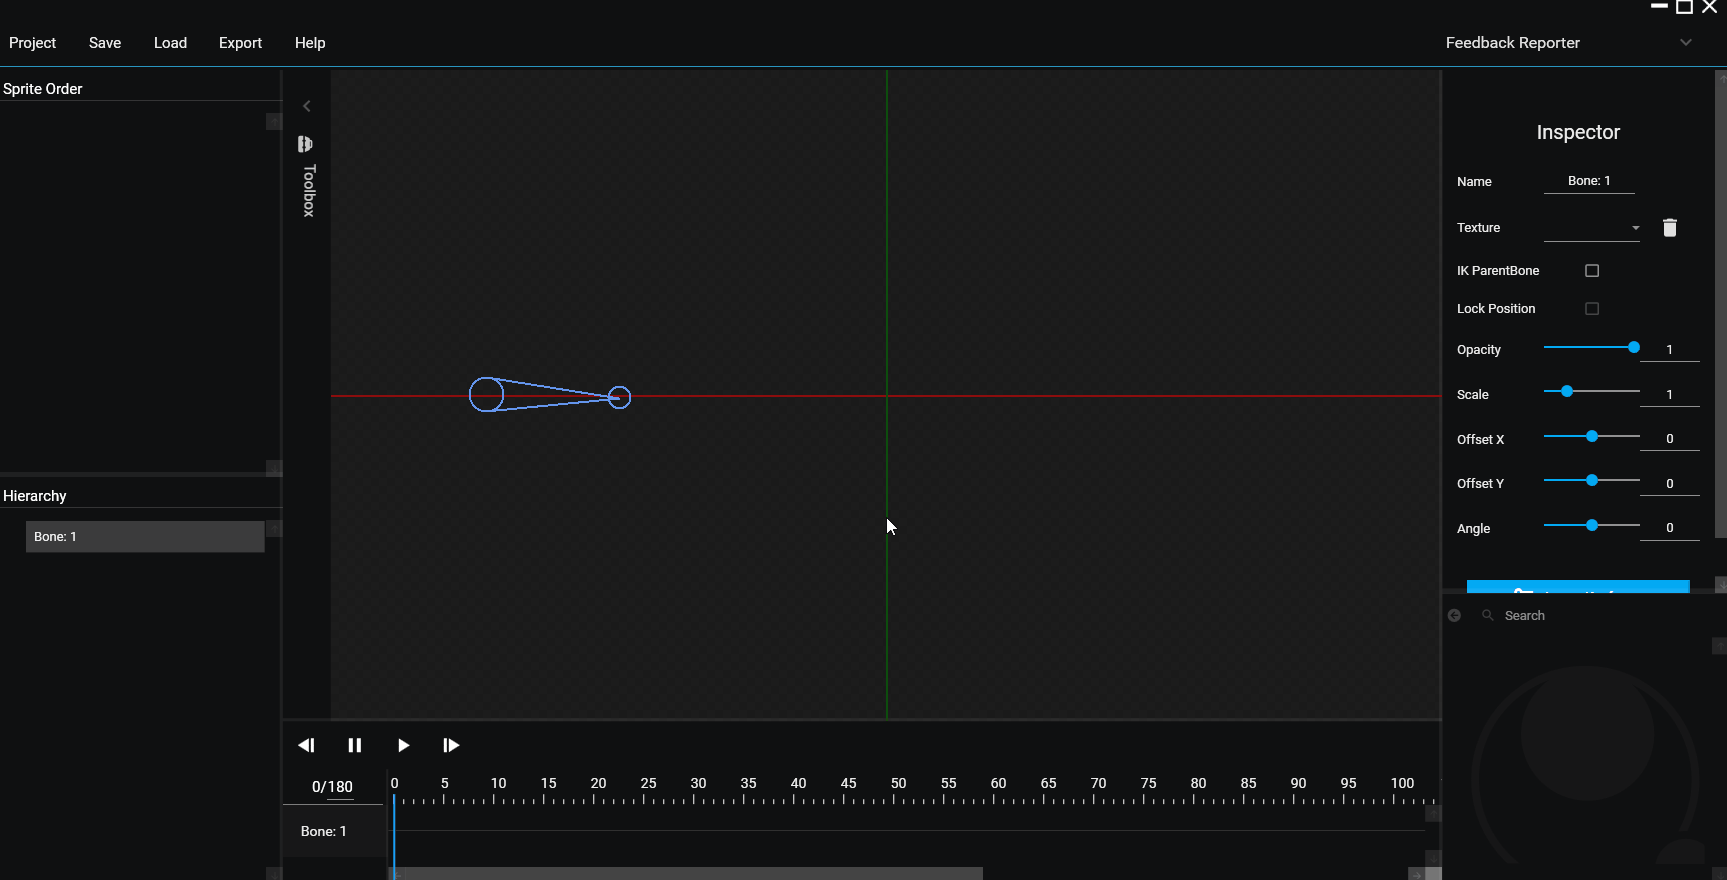 Project Save Load Export Help Feedback Reporter
Sprite Order
Toolbox
Hierarchy
Bone: 1
Inspector
Name Bone: 1
Texture
IK ParentBone
Lock Position
Opacity 1
Scale 1
Offset X 0
Offset Y 0
Angle 0
Search
0/180 0 5 10 15 20 25 30 35 40 45 50 55 60 65 70 75 80 85 90 95 100
Bone: 1